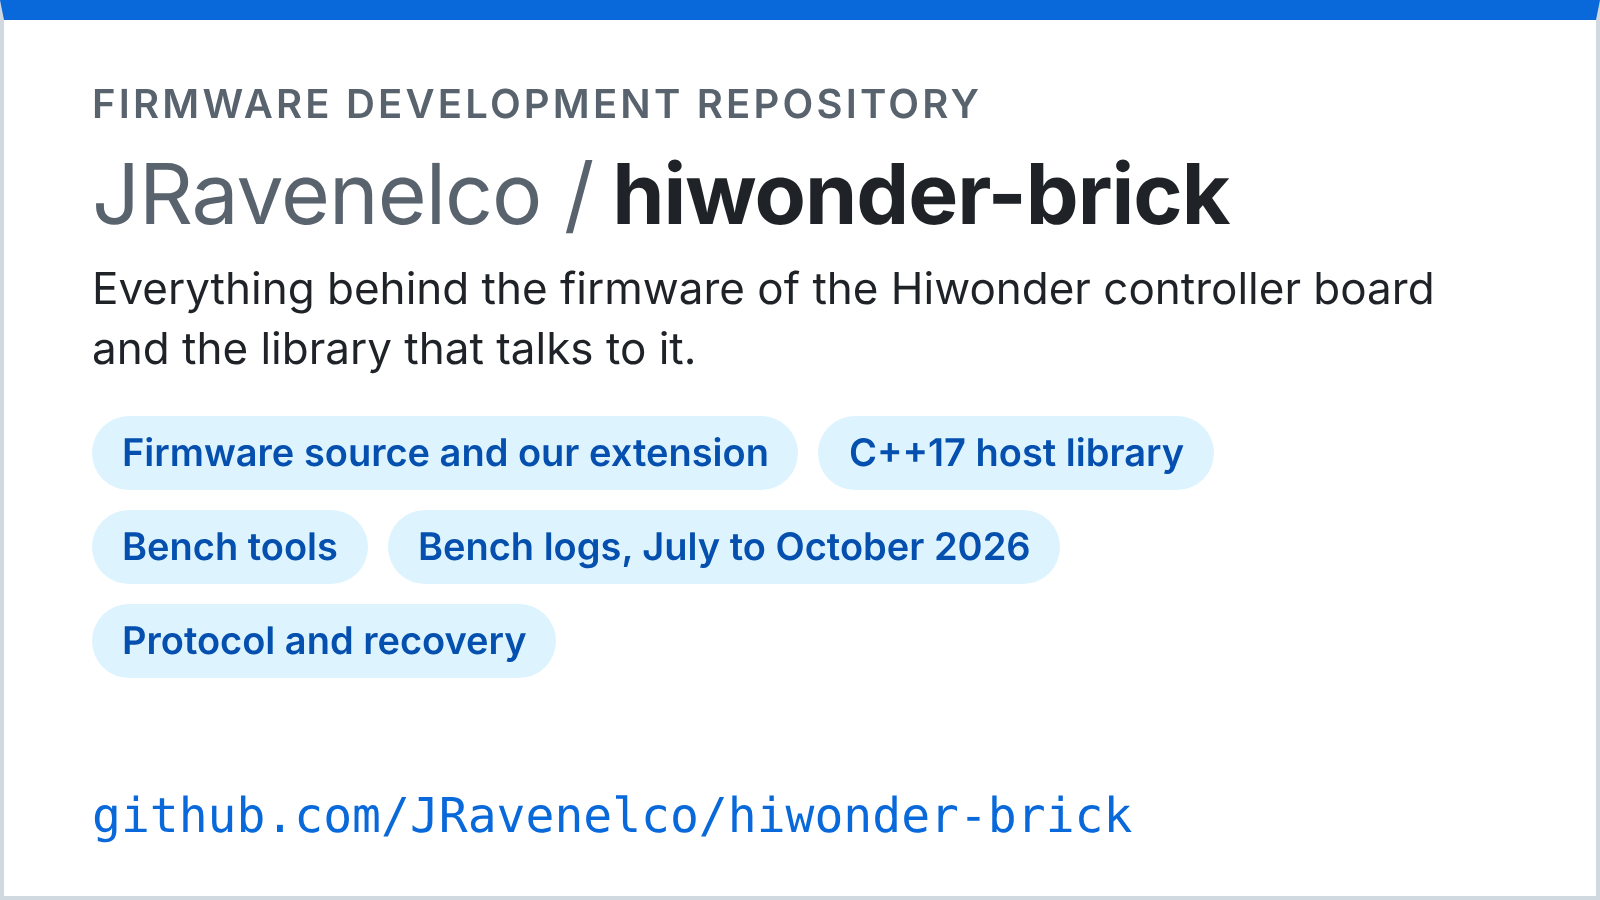 FIRMWARE DEVELOPMENT REPOSITORY
JRavenelco / hiwonder-brick
Everything behind the firmware of the Hiwonder controller board
and the library that talks to it.
Firmware source and our extension
C++17 host library
Bench tools
Bench logs, July to October 2026
Protocol and recovery
github.com/JRavenelco/hiwonder-brick